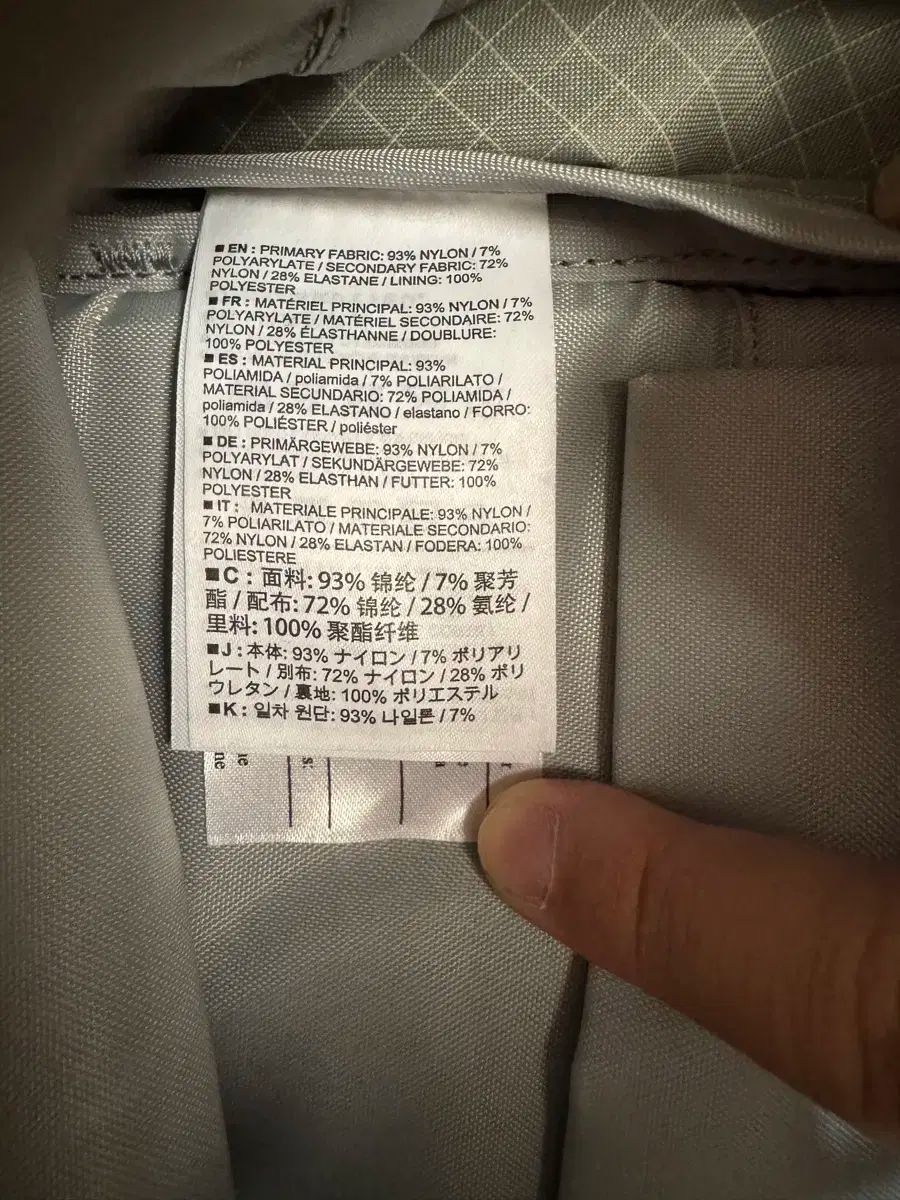 ■ EN : PRIMARY FABRIC: 93% NYLON / 7%
POLYARYLATE / SECONDARY FABRIC: 72%
NYLON / 28% ELASTANE / LINING: 100%
POLYESTER
■ FR : MATÉRIEL PRINCIPAL: 93% NYLON / 7%
POLYARYLATE / MATÉRIEL SECONDAIRE: 72%
NYLON / 28% ÉLASTHANNE / DOUBLURE:
100% POLYESTER
■ ES : MATERIAL PRINCIPAL: 93%
POLIAMIDA / poliamida / 7% POLIARILATO /
MATERIAL SECUNDARIO: 72% POLIAMIDA /
poliamida / 28% ELASTANO / elastano / FORRO:
100% POLIÉSTER / poliéster
■ DE : PRIMÄRGEWEBE: 93% NYLON / 7%
POLYARYLAT / SEKUNDÄRGEWEBE: 72%
NYLON / 28% ELASTHAN / FUTTER: 100%
POLYESTER
■ IT : MATERIALE PRINCIPALE: 93% NYLON /
7% POLIARILATO / MATERIALE SECONDARIO:
72% NYLON / 28% ELASTAN / FODERA: 100%
POLIESTERE
■C : 面料: 93% 锦纶 / 7% 聚芳
酯 / 配布: 72% 锦纶 / 28% 氨纶 /
里料: 100% 聚酯纤维
■J : 本体: 93% ナイロン / 7% ポリアリ
レート / 別布: 72% ナイロン / 28% ポリ
ウレタン / 裏地: 100% ポリエステル
■K : 일차 원단: 93% 나일론 / 7%